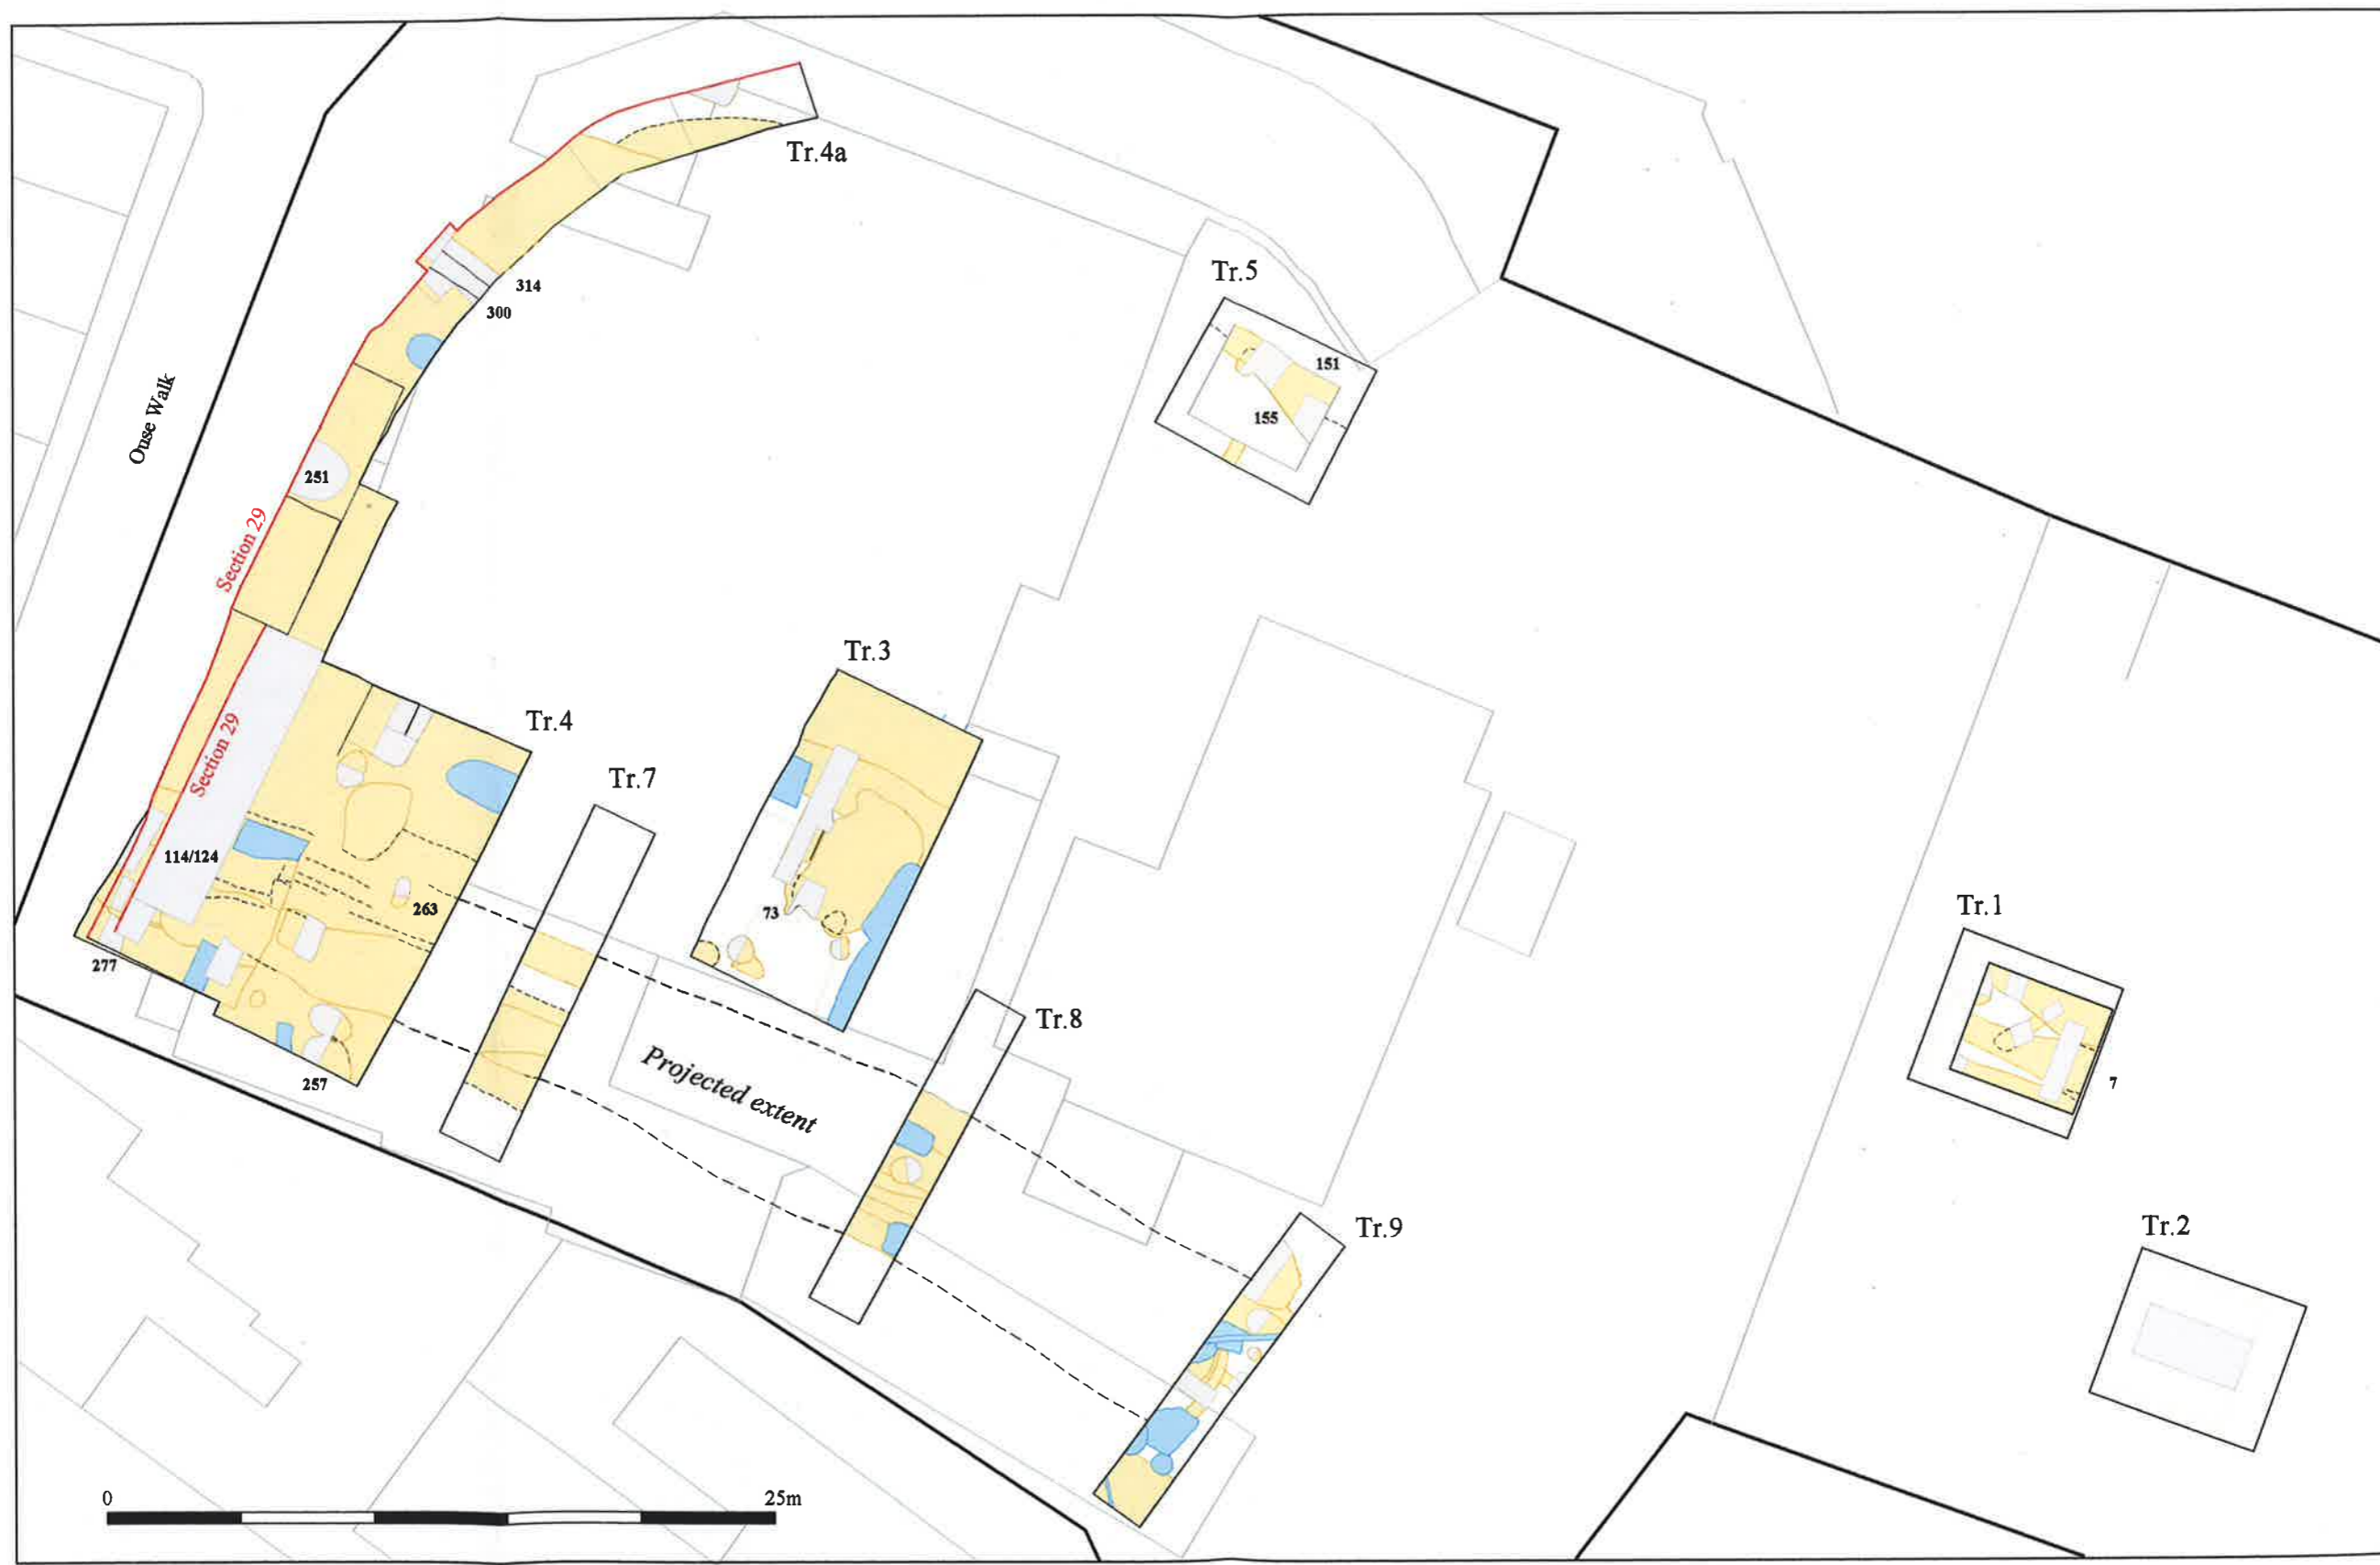 Tr.4a
Tr.5
314
300
151
155
Ouse Walk
251
Section 29
Tr.3
Tr.4
Section 29
Tr.7
114/124
Tr.1
263
73
277
Tr.8
Projected extent
7
257
Tr.9
Tr.2
0
25m